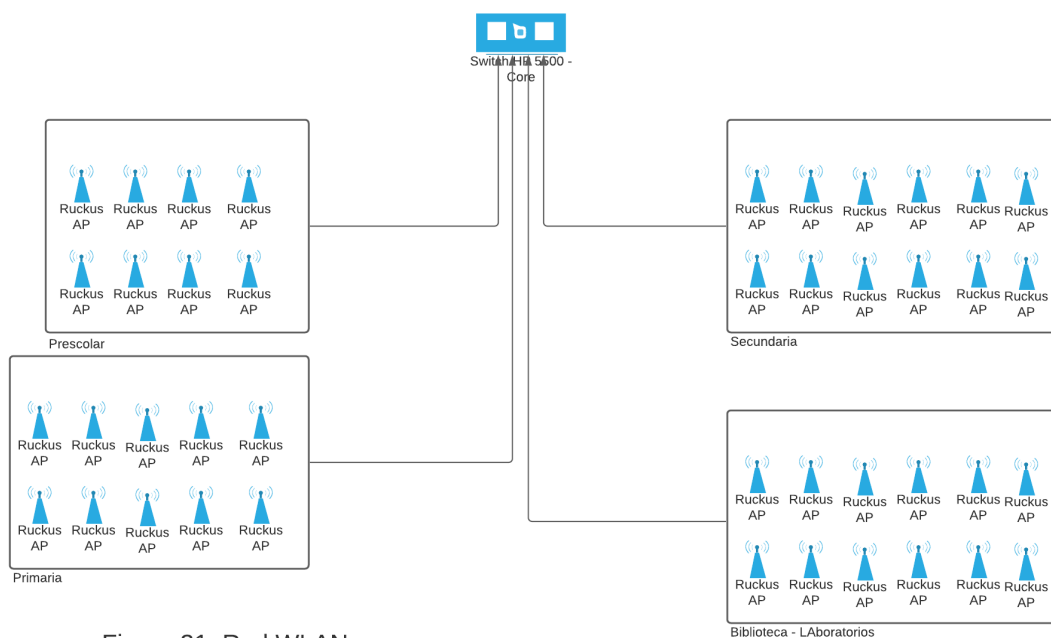 Switch HP 5500 -
Core
Ruckus Ruckus Ruckus Ruckus
AP AP AP AP
Ruckus Ruckus Ruckus Ruckus
AP AP AP AP
Prescolar
Ruckus Ruckus Ruckus Ruckus Ruckus Ruckus
AP AP AP AP AP AP
Ruckus Ruckus Ruckus Ruckus Ruckus Ruckus
AP AP AP AP AP AP
Secundaria
Ruckus Ruckus Ruckus Ruckus Ruckus
AP AP AP AP AP
Ruckus Ruckus Ruckus Ruckus Ruckus
AP AP AP AP AP
Primaria
Ruckus Ruckus Ruckus Ruckus Ruckus Ruckus
AP AP AP AP AP AP
Ruckus Ruckus Ruckus Ruckus Ruckus Ruckus
AP AP AP AP AP AP
Biblioteca - LAboratorios
Red WLAN